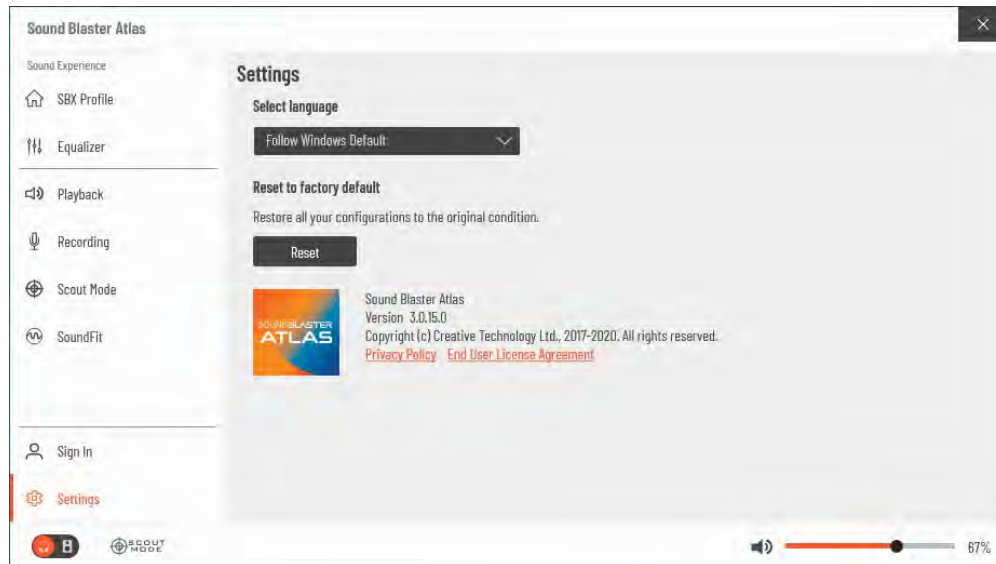 Sound Blaster Atlas
Sound Experience
SBX Profile
Equalizer
Playback
Recording
Scout Mode
SoundFit
Sign In
Settings
SCOUT
MODE
Settings
Select language
Follow Windows Default
Reset to factory default
Restore all your configurations to the original condition.
Reset
SOUND BLASTER
ATLAS
Sound Blaster Atlas
Version 3.0.15.0
Copyright (c) Creative Technology Ltd., 2017-2020. All rights reserved.
Privacy Policy End User License Agreement
67%